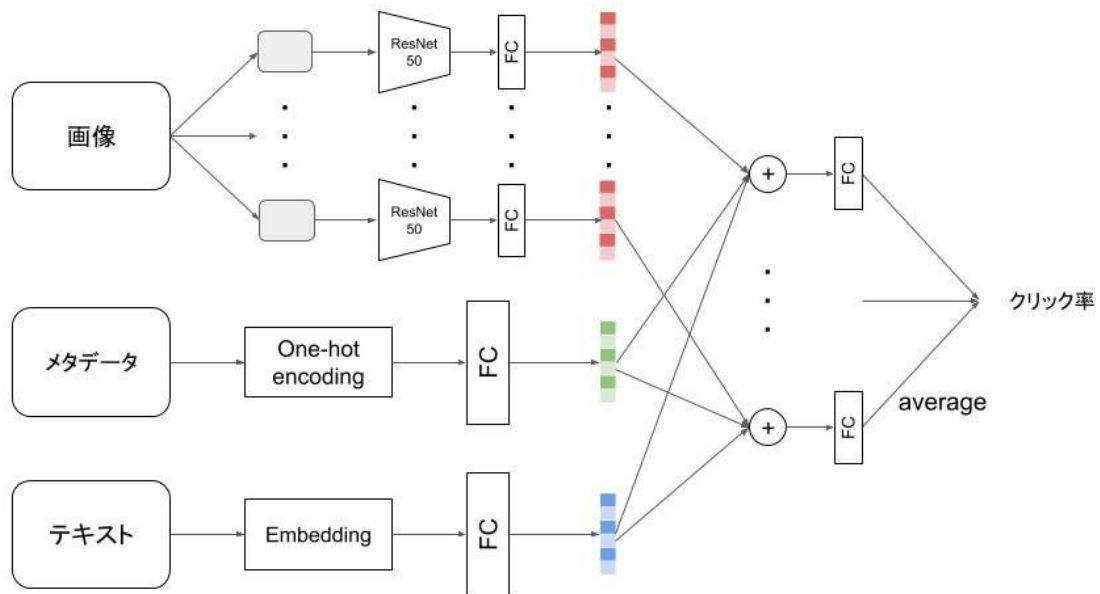 ResNet
50
FC
画像
ResNet
50
FC
+
FC
クリック率
メタデータ
One-hot
encoding
FC
+
FC
average
テキスト
Embedding
FC